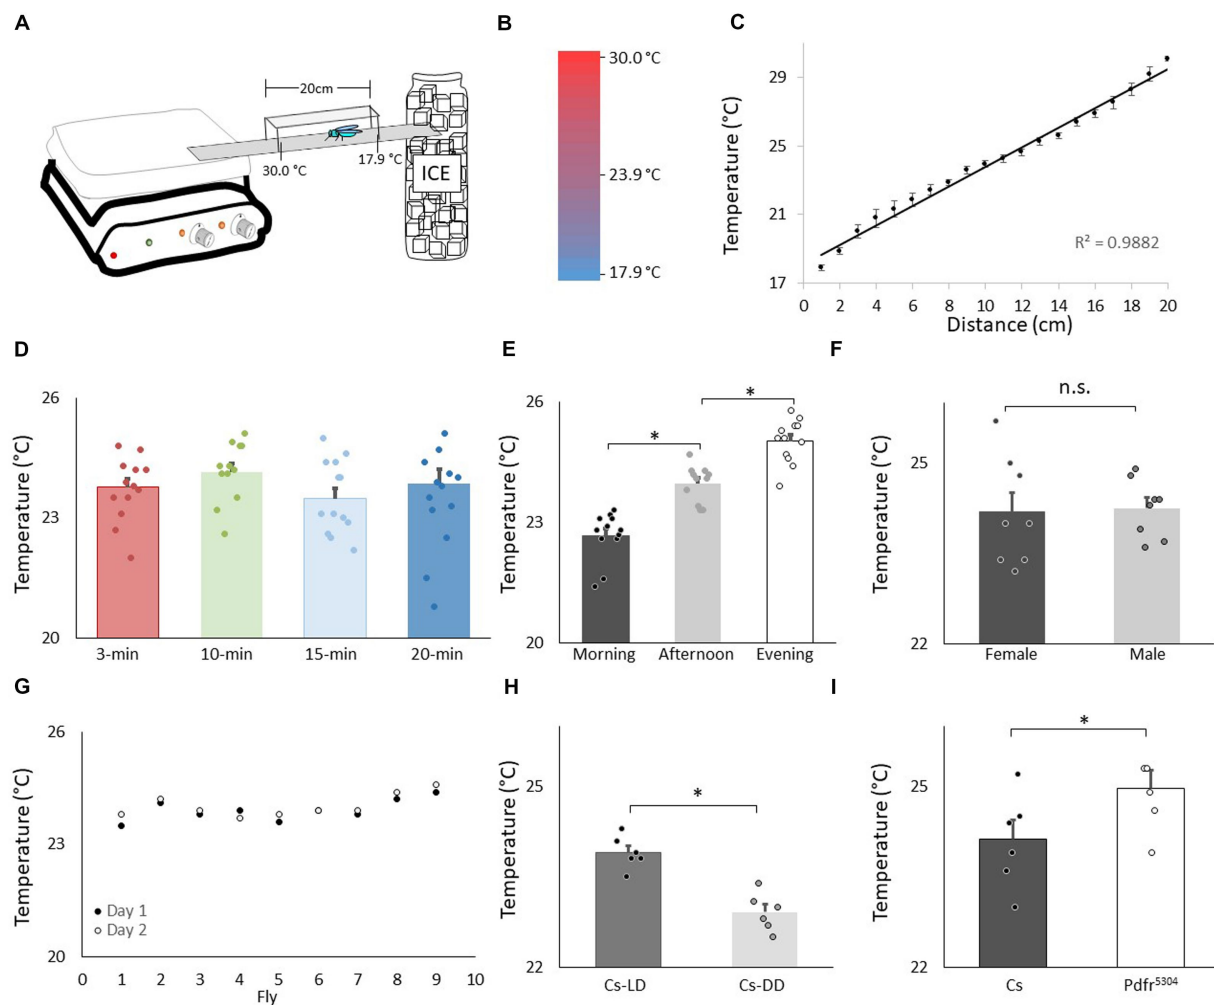 A
20cm
30.0 °C
17.9 °C
ICE
B
30.0 °C
23.9 °C
17.9 °C
C
Temperature (°C)
29
25
21
17
R² = 0.9882
0 2 4 6 8 10 12 14 16 18 20
Distance (cm)
D
Temperature (°C)
26
23
20
3-min 10-min 15-min 20-min
E
Temperature (°C)
26
23
20
*
*
Morning Afternoon Evening
F
Temperature (°C)
25
22
n.s.
Female Male
G
Temperature (°C)
26
23
20
Day 1
Day 2
0 1 2 3 4 5 6 7 8 9 10
Fly
H
Temperature (°C)
25
22
*
Cs-LD Cs-DD
I
Temperature (°C)
25
22
*
Cs Pdfr⁵³⁰⁴